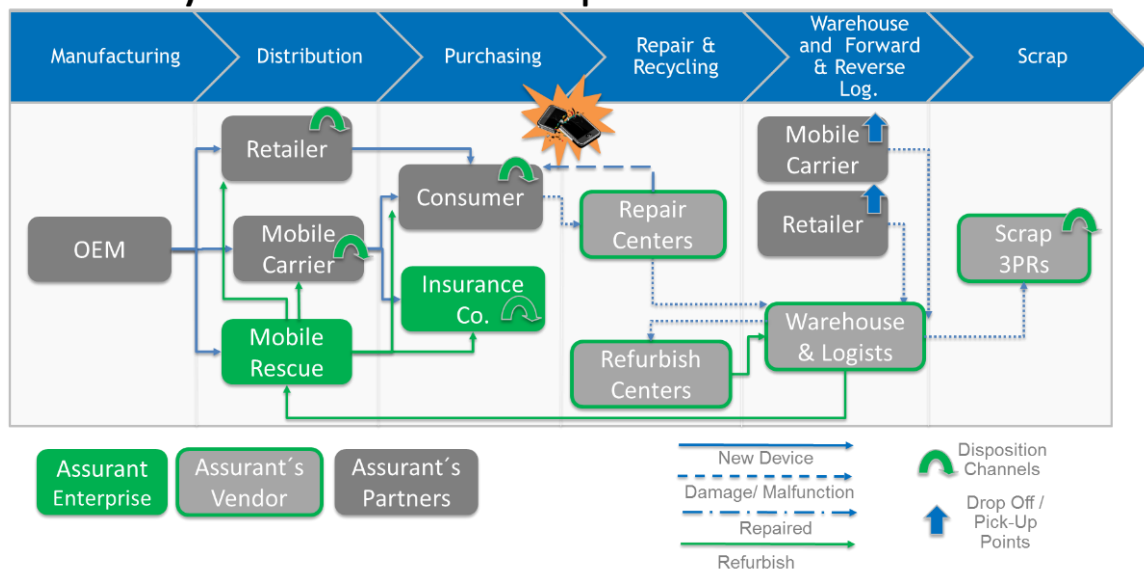 Manufacturing
Distribution
Purchasing
Repair &
Recycling
Warehouse
and Forward
& Reverse
Log.
Scrap
Retailer
Mobile
Carrier
Consumer
Repair
Centers
Retailer
OEM
Mobile
Carrier
Scrap
3PRs
Insurance
Co.
Mobile
Rescue
Refurbish
Centers
Warehouse
& Logists
Assurant
Enterprise
Assurant´s
Vendor
Assurant´s
Partners
New Device
Damage/ Malfunction
Repaired
Refurbish
Disposition
Channels
Drop Off /
Pick-Up
Points